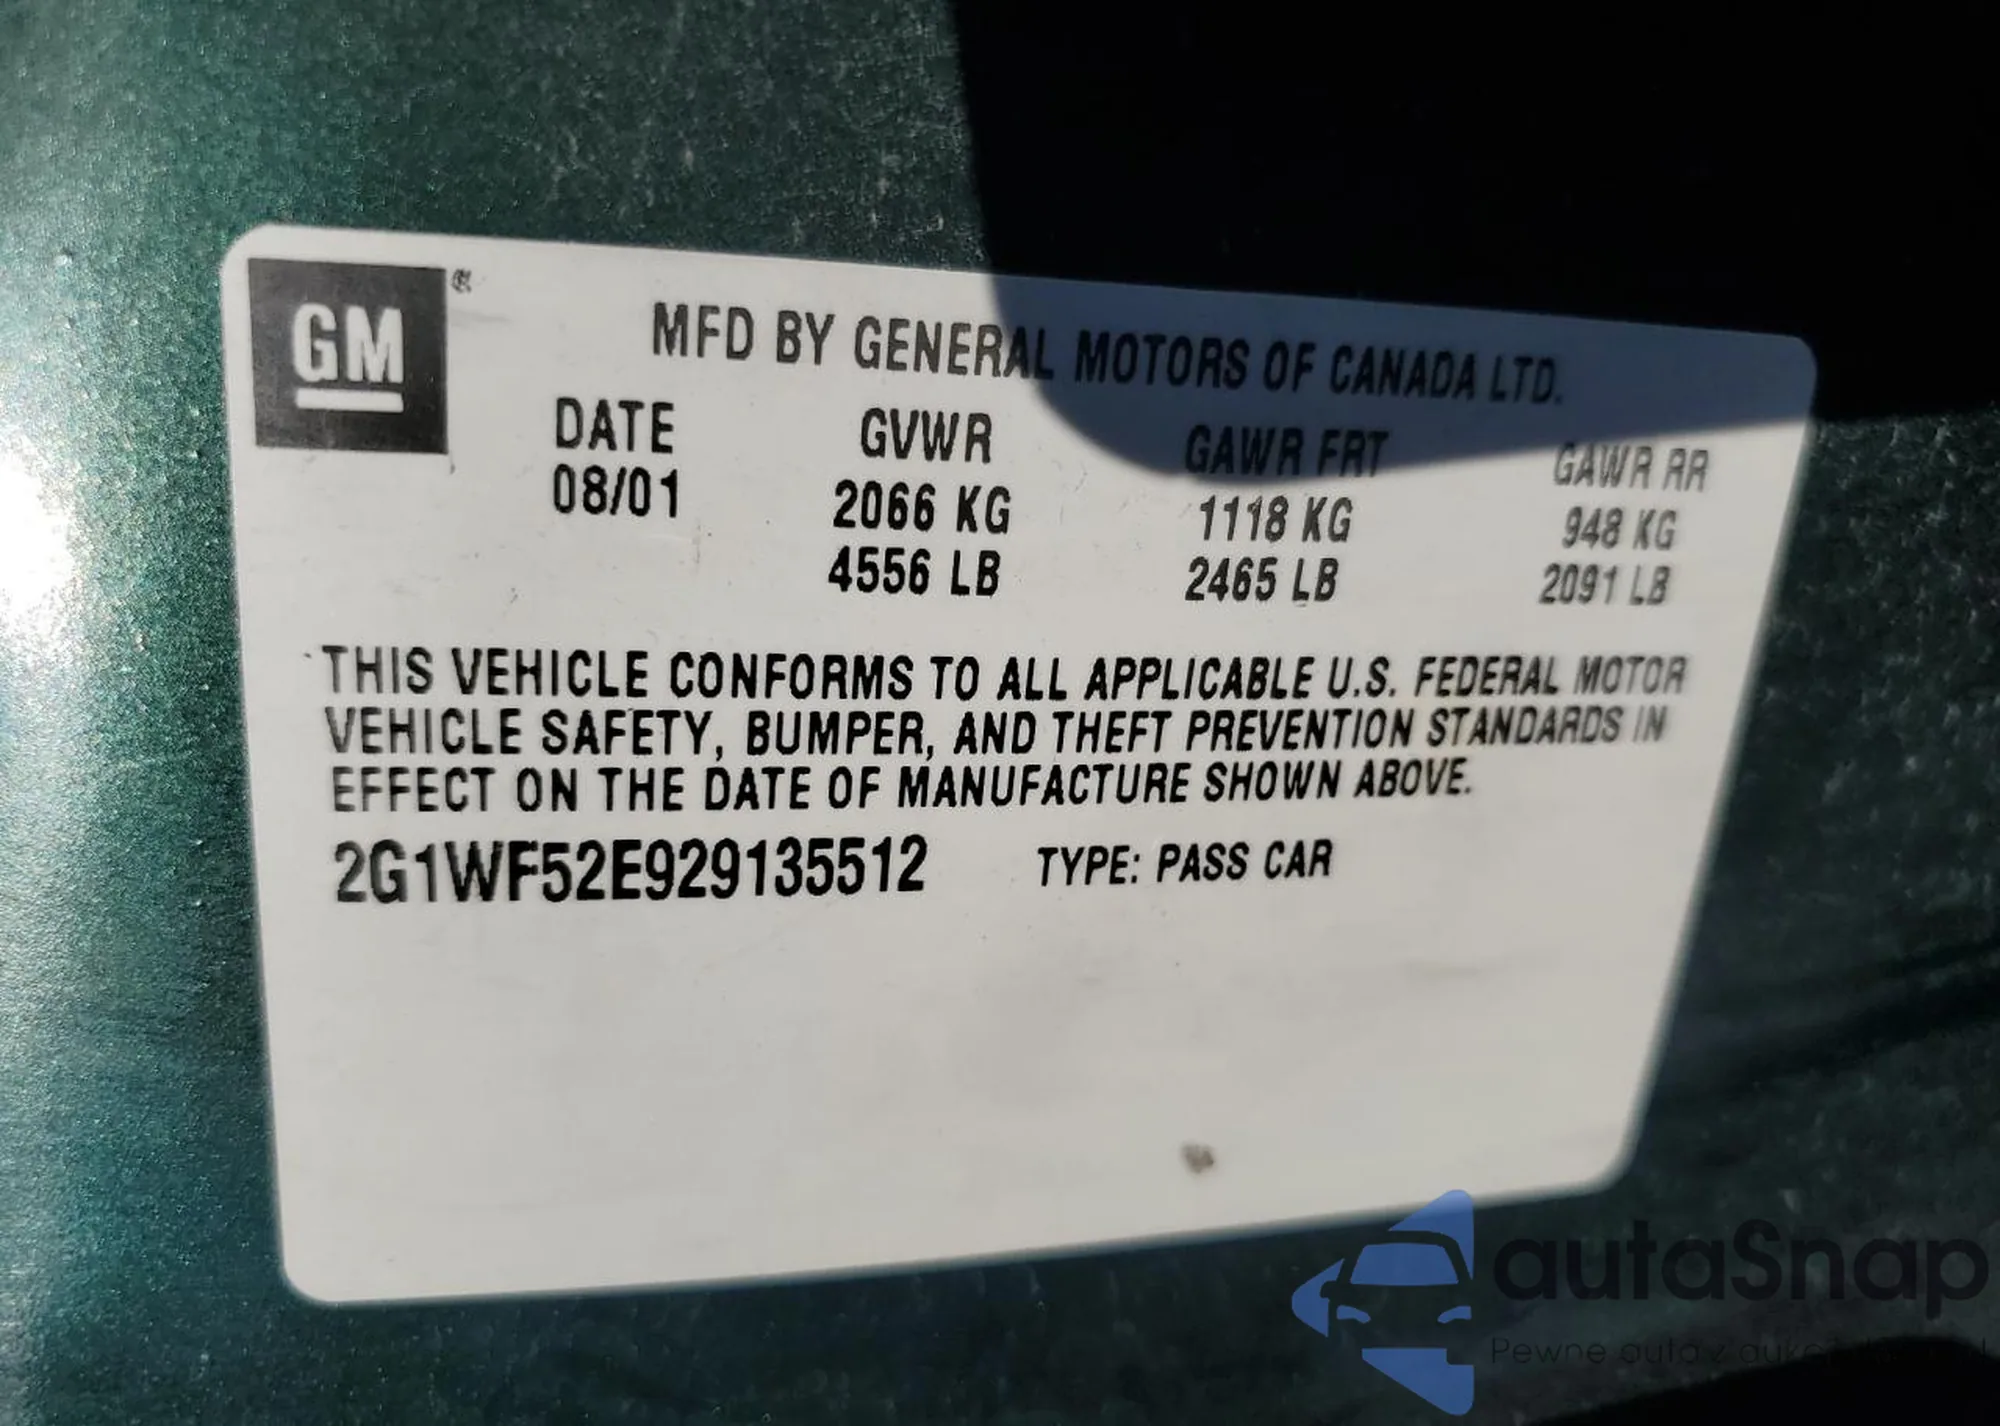 GM
MFD BY GENERAL MOTORS OF CANADA LTD.
DATE GVWR GAWR FRT GAWR RR
08/01 2066 KG 1118 KG 948 KG
4556 LB 2465 LB 2091 LB
THIS VEHICLE CONFORMS TO ALL APPLICABLE U.S. FEDERAL MOTOR
VEHICLE SAFETY, BUMPER, AND THEFT PREVENTION STANDARDS IN
EFFECT ON THE DATE OF MANUFACTURE SHOWN ABOVE.
2G1WF52E929135512 TYPE: PASS CAR
autaSnap
Pewne auta z